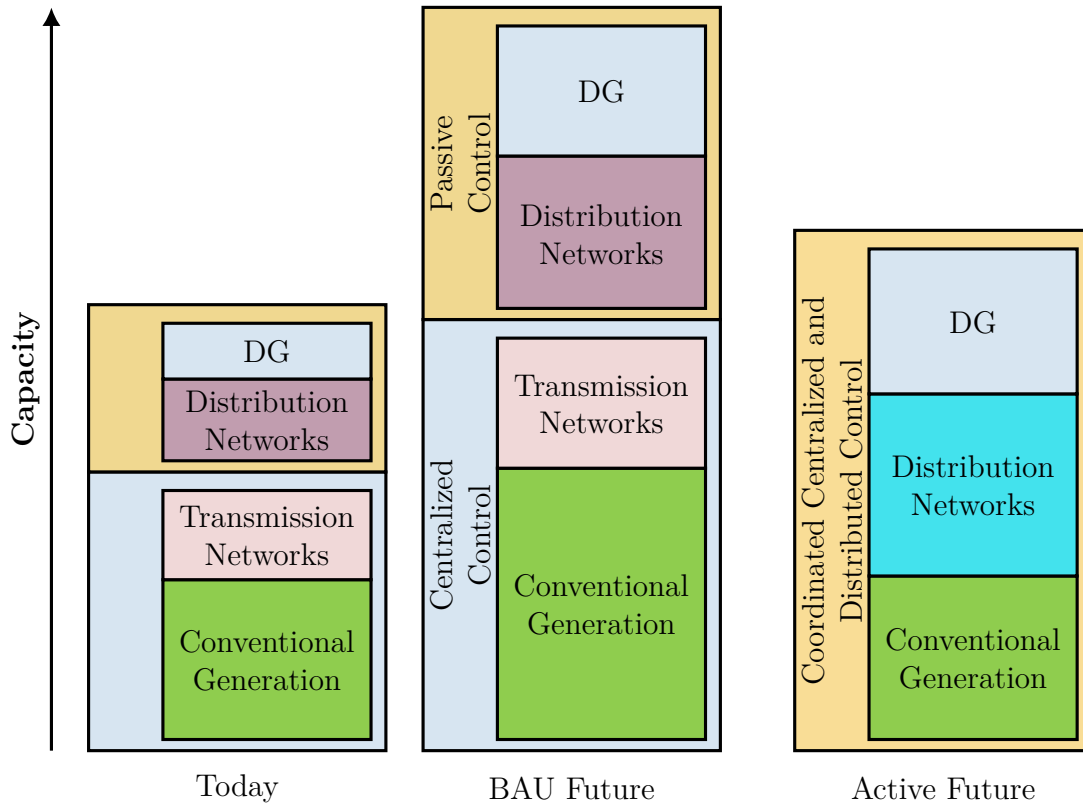 Capacity
DG
Distribution
Networks
Transmission
Networks
Conventional
Generation
Today
Passive
Control
DG
Distribution
Networks
Centralized
Control
Transmission
Networks
Conventional
Generation
BAU Future
Coordinated Centralized and
Distributed Control
DG
Distribution
Networks
Conventional
Generation
Active Future